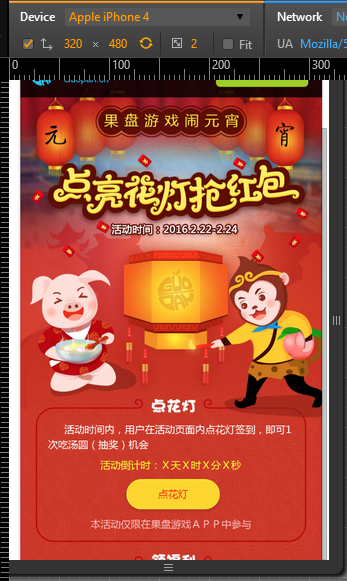 Device Apple iPhone 4 Network
320 × 480 2 Fit UA Mozilla/5
0 100 200 300
果盘游戏闹元宵
元 宵
点亮花灯抢红包
活动时间：2016.2.22-2.24
GUO
PAN
点花灯
活动时间内，用户在活动页面内点花灯签到，即可1
次吃汤圆（抽奖）机会
活动倒计时：X天X时X分X秒
点花灯
本活动仅限在果盘游戏APP中参与
领福利